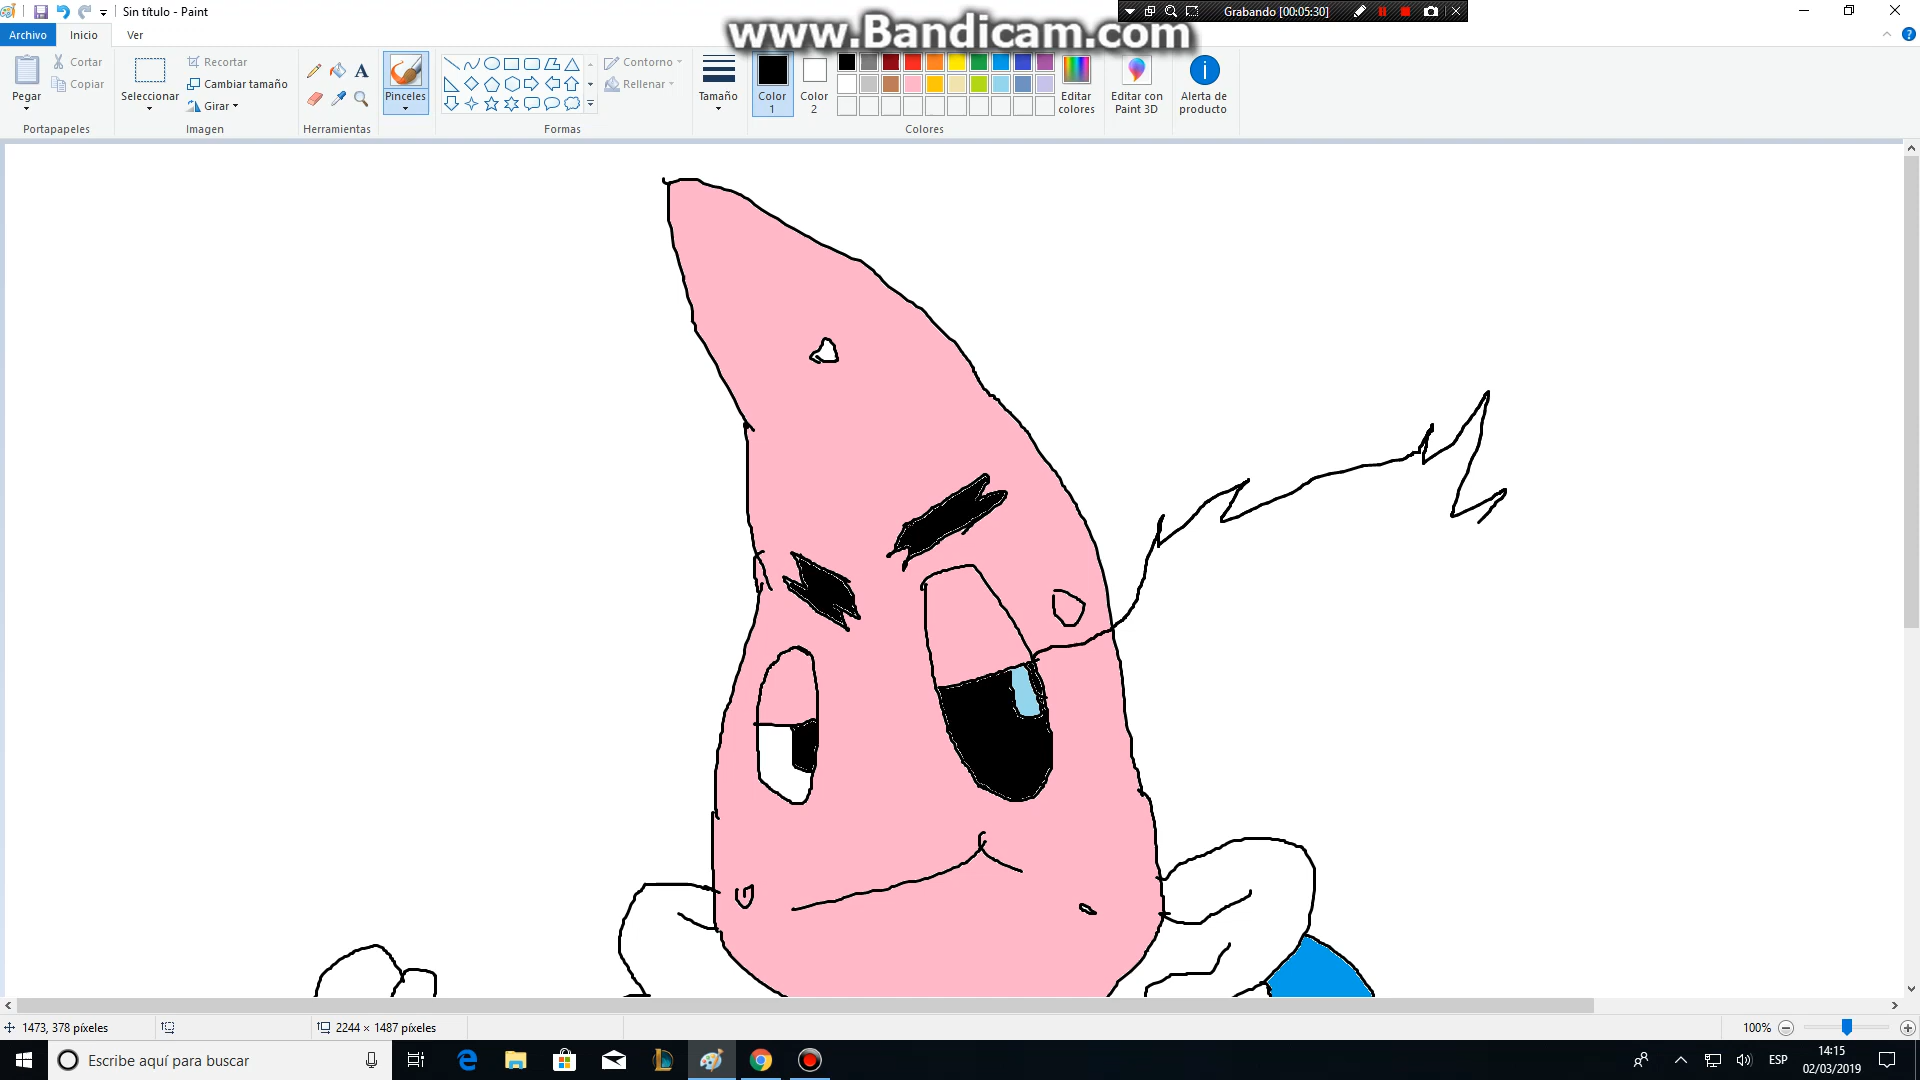 Sin título - Paint
Grabando [00:05:30]
www.Bandicam.com
Archivo
Inicio
Ver
Pegar
Cortar
Copiar
Portapapeles
Seleccionar
Recortar
Cambiar tamaño
Girar
Imagen
A
Herramientas
Pinceles
Contorno
Rellenar
Formas
Tamaño
Color
1
Color
2
Colores
Editar
colores
Editar con
Paint 3D
Alerta de
producto
1473, 378 píxeles
2244 × 1487 píxeles
100%
Escribe aquí para buscar
ESP
14:15
02/03/2019